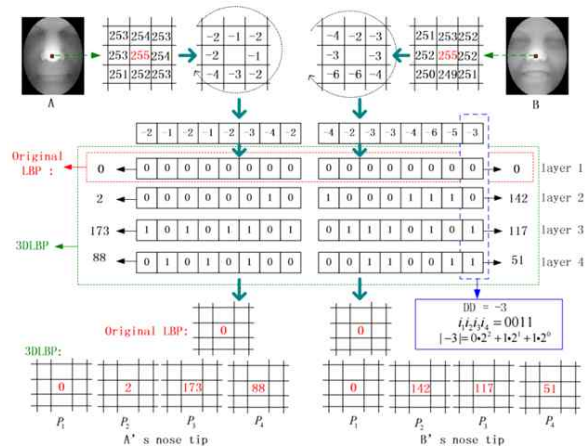 253 254 253 -2 -1 -2 -4 -2 -3 251 253 252
253 255 254 -2 -1 -3 -3 252 255 252
251 252 253 -4 -3 -2 -6 -6 -4 250 249 251
A B
-2 -1 -2 -1 -2 -3 -4 -2 -4 -2 -3 -3 -4 -6 -5 -3
Original
LBP :
0 0 0 0 0 0 0 0 0 0 0 0 0 0 0 0 0 0 layer 1
2 0 0 0 0 0 0 1 0 1 0 0 0 1 1 1 0 142 layer 2
173 1 0 1 0 1 1 0 1 0 1 1 1 0 1 0 1 117 layer 3
3DLBP
88 0 1 0 1 1 0 0 0 0 0 1 1 0 0 1 1 51 layer 4
DD = -3
i₁i₂i₃i₄=0011
|-3|=0•2²+1•2¹+1•2⁰
Original LBP: 0 0
3DLBP:
0 2 173 88 0 142 117 51
P₁ P₂ P₃ P₄ P₁ P₂ P₃ P₄
A's nose tip B's nose tip